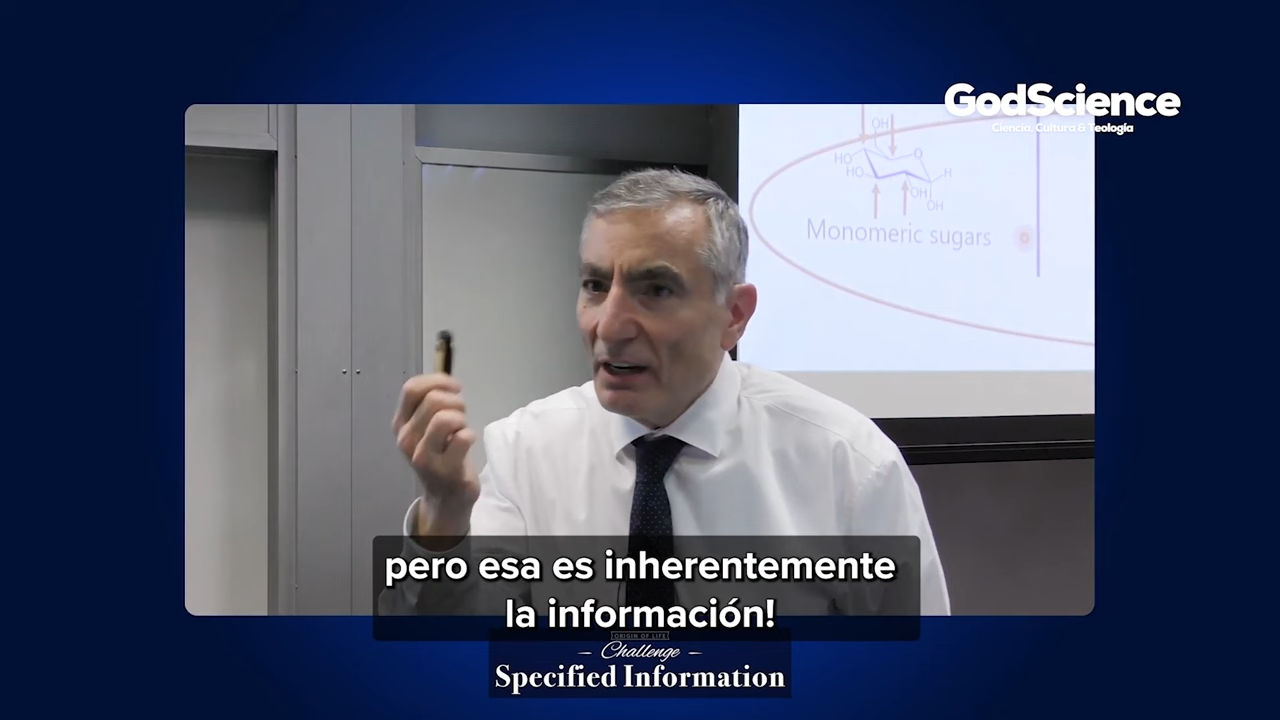 GodScience
Ciencia, Cultura & Teología
OH
HO
O
HO
H
OH
OH
Monomeric sugars
pero esa es inherentemente
la información!
ORIGIN OF LIFE
Challenge
Specified Information